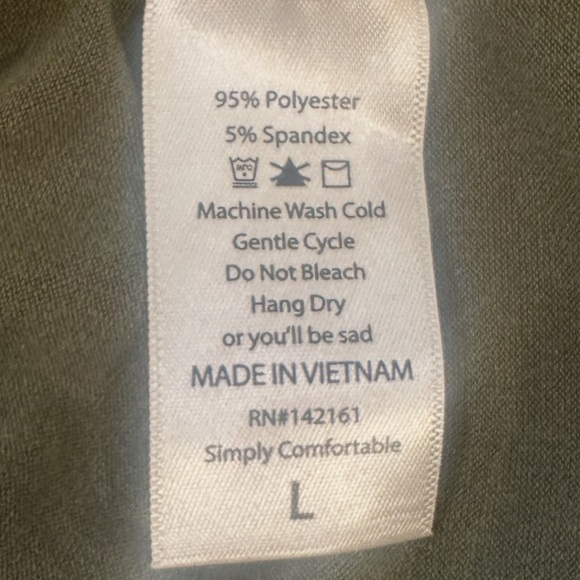 95% Polyester
5% Spandex
Machine Wash Cold
Gentle Cycle
Do Not Bleach
Hang Dry
or you'll be sad
MADE IN VIETNAM
RN#142161
Simply Comfortable
L